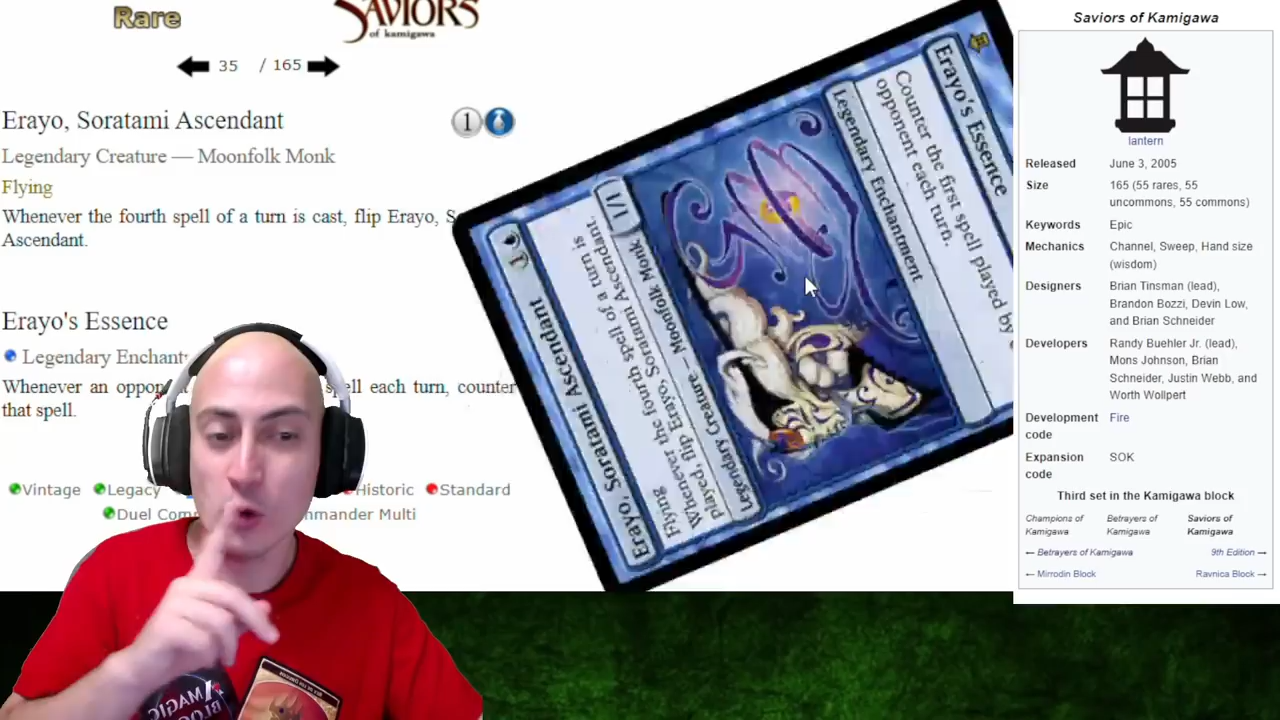 Rare
SAVIORS
of kamigawa
35 / 165
Erayo, Soratami Ascendant
1
Legendary Creature — Moonfolk Monk
Flying
Whenever the fourth spell of a turn is cast, flip Erayo, S
Ascendant.
Erayo's Essence
Legendary Enchant
Whenever an oppon spell each turn, counter
that spell.
Vintage Legacy Historic Standard
Duel Com mmander Multi
Erayo, Soratami Ascendant
1
Flying
Whenever the fourth spell of a turn is
played, flip Erayo, Soratami Ascendant.
Legendary Creature Moonfolk Monk
1/1
Legendary Enchantment
Counter the first spell played by
opponent each turn.
Erayo's Essence
Saviors of Kamigawa
lantern
Released June 3, 2005
Size 165 (55 rares, 55
uncommons, 55 commons)
Keywords Epic
Mechanics Channel, Sweep, Hand size
(wisdom)
Designers Brian Tinsman (lead),
Brandon Bozzi, Devin Low,
and Brian Schneider
Developers Randy Buehler Jr. (lead),
Mons Johnson, Brian
Schneider, Justin Webb, and
Worth Wollpert
Development Fire
code
Expansion SOK
code
Third set in the Kamigawa block
Champions of Betrayers of Saviors of
Kamigawa Kamigawa Kamigawa
← Betrayers of Kamigawa 9th Edition →
← Mirrodin Block Ravnica Block →
MAGIC
BLO